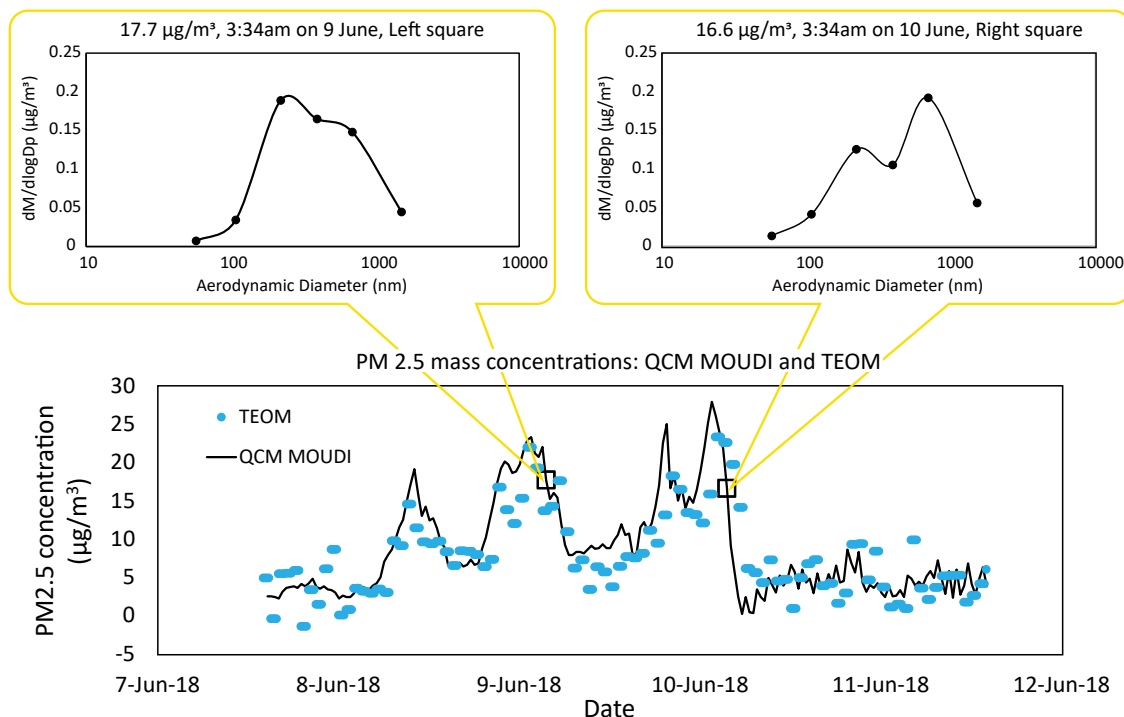 17.7 µg/m³, 3:34am on 9 June, Left square
0.25
0.2
0.15
0.1
0.05
0
dM/dlogDp (µg/m³)
10
100
1000
10000
Aerodynamic Diameter (nm)
16.6 µg/m³, 3:34am on 10 June, Right square
0.25
0.2
0.15
0.1
0.05
0
dM/dlogDp (µg/m³)
10
100
1000
10000
Aerodynamic Diameter (nm)
PM 2.5 mass concentrations: QCM MOUDI and TEOM
30
25
20
15
10
5
0
-5
PM2.5 concentration
(µg/m³)
TEOM
QCM MOUDI
7-Jun-18
8-Jun-18
9-Jun-18
10-Jun-18
11-Jun-18
12-Jun-18
Date